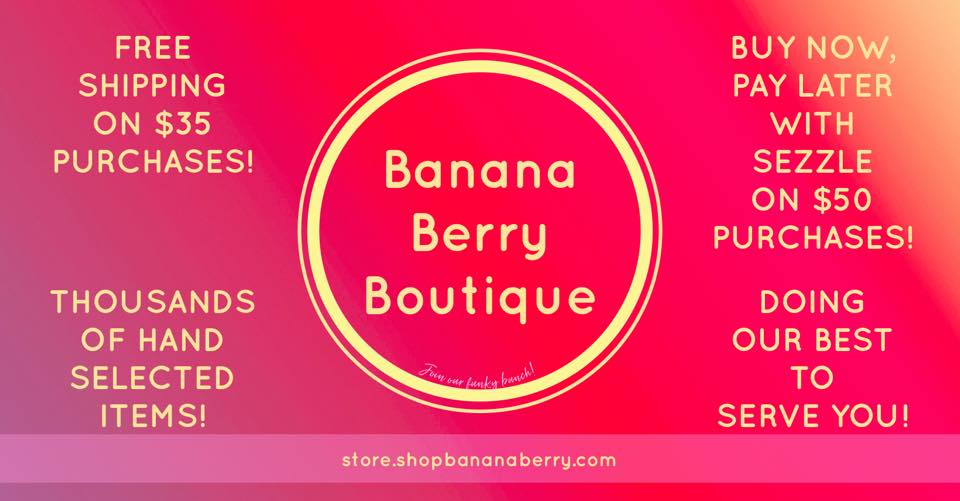 FREE
SHIPPING
ON $35
PURCHASES!
THOUSANDS
OF HAND
SELECTED
ITEMS!
Banana
Berry
Boutique
Join our funky bunch!
BUY NOW,
PAY LATER
WITH
SEZZLE
ON $50
PURCHASES!
DOING
OUR BEST
TO
SERVE YOU!
store.shopbananaberry.com